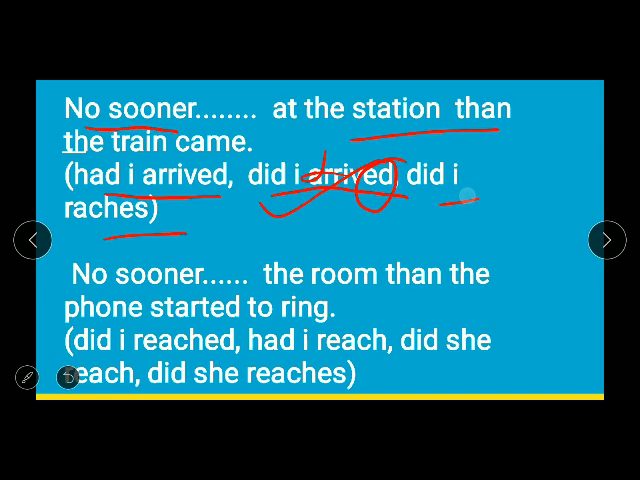 No sooner........ at the station than
the train came.
(had i arrived, did i arrived, did i
raches)
No sooner...... the room than the
phone started to ring.
(did i reached, had i reach, did she
reach, did she reaches)